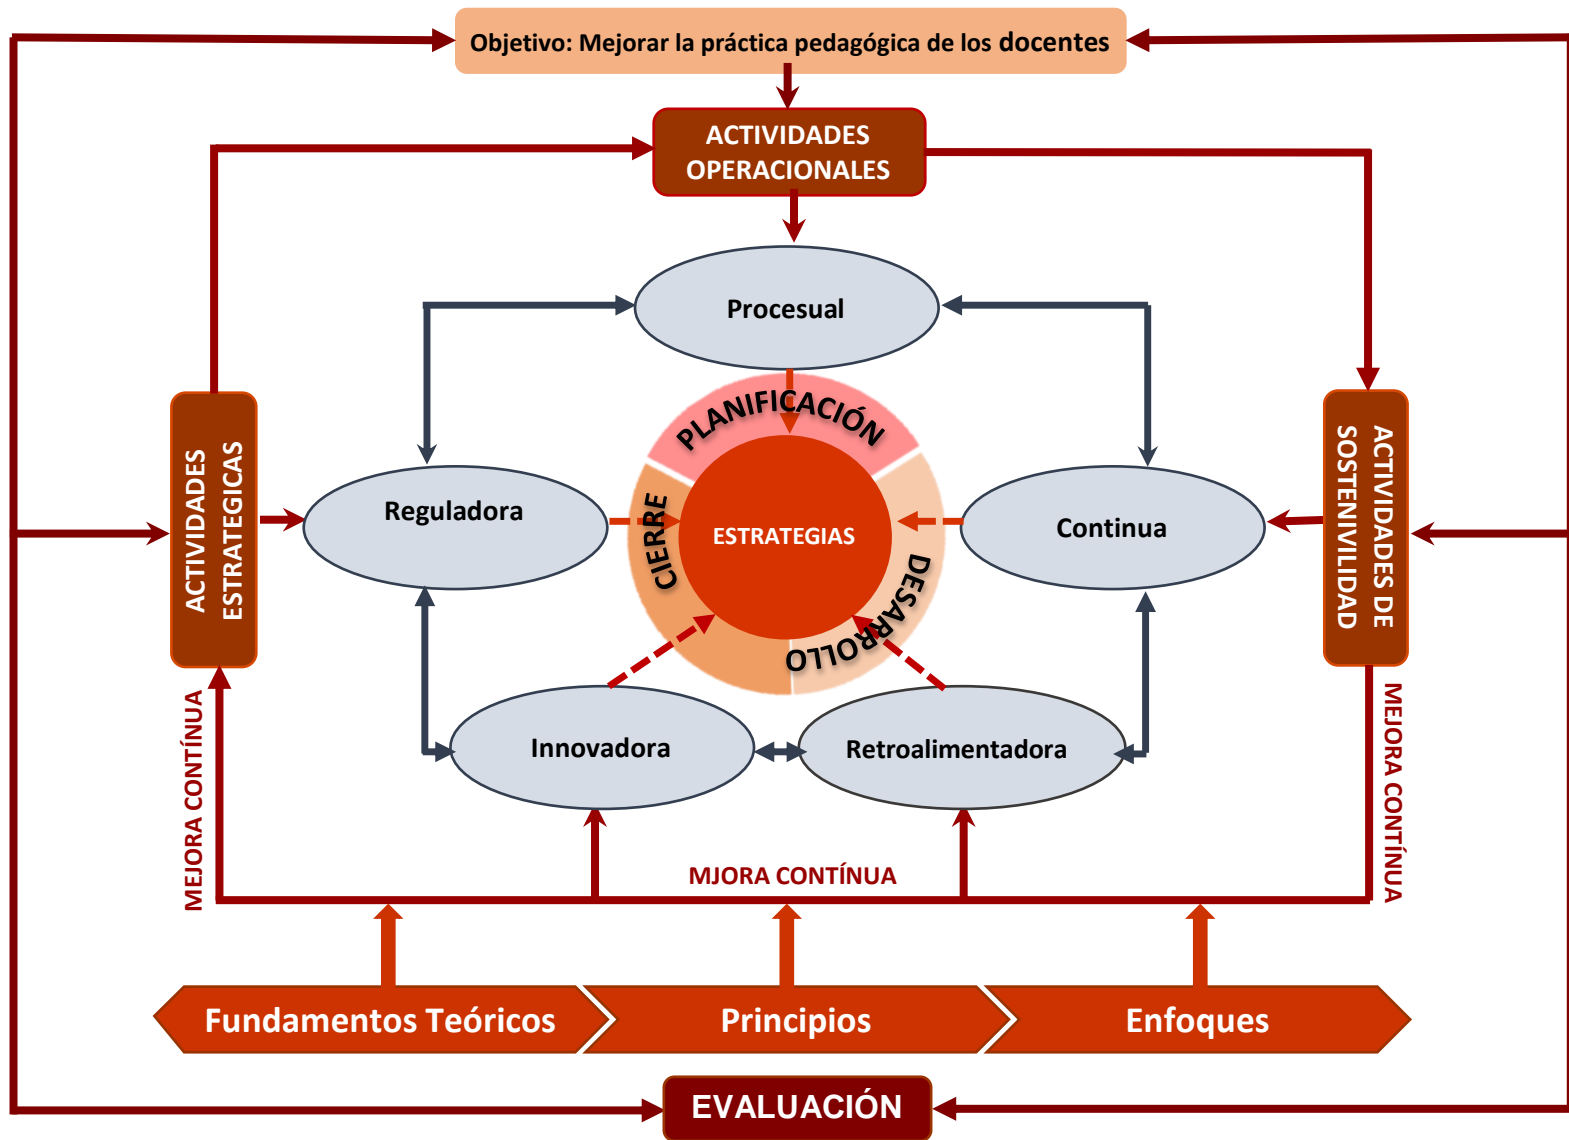 Objetivo: Mejorar la práctica pedagógica de los docentes
ACTIVIDADES
OPERACIONALES
Procesual
PLANIFICACIÓN
ACTIVIDADES
ESTRATEGICAS
Reguladora
CIERRE
ESTRATEGIAS
DESARROLLO
Continua
ACTIVIDADES DE
SOSTENIVILIDAD
Innovadora
Retroalimentadora
MEJORA CONTÍNUA
MJORA CONTÍNUA
MEJORA CONTÍNUA
Fundamentos Teóricos
Principios
Enfoques
EVALUACIÓN